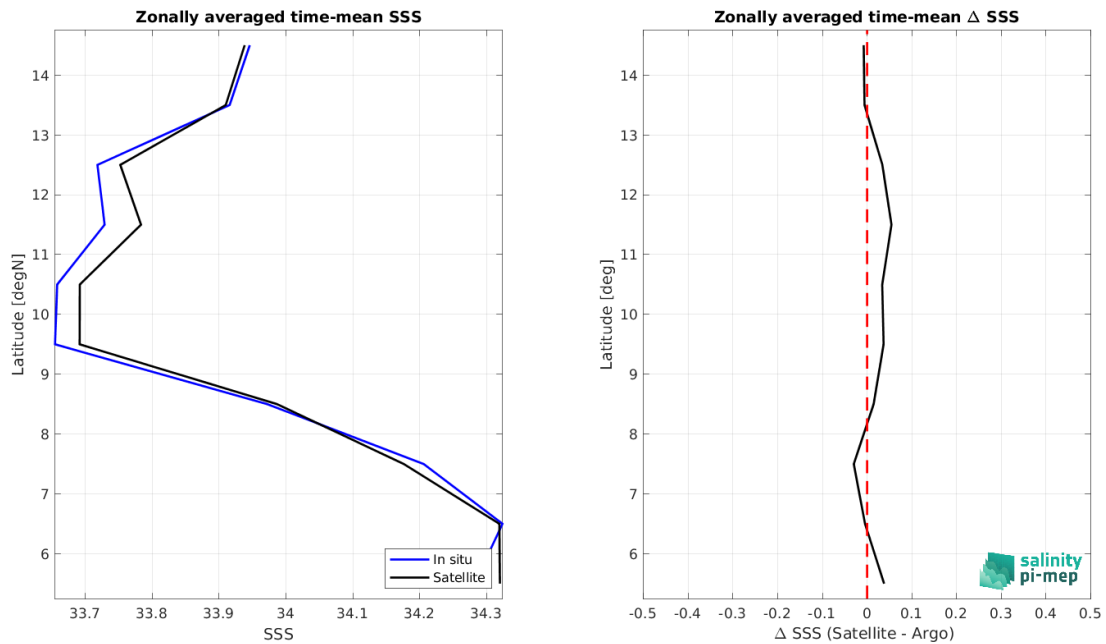 Zonally averaged time-mean SSS
14
13
12
11
10
9
8
7
6
Latitude [degN]
33.7 33.8 33.9 34 34.1 34.2 34.3
SSS
In situ
Satellite
Zonally averaged time-mean Δ SSS
14
13
12
11
10
9
8
7
6
Latitude [deg]
-0.5 -0.4 -0.3 -0.2 -0.1 0 0.1 0.2 0.3 0.4 0.5
Δ SSS (Satellite - Argo)
salinity
pi-mep